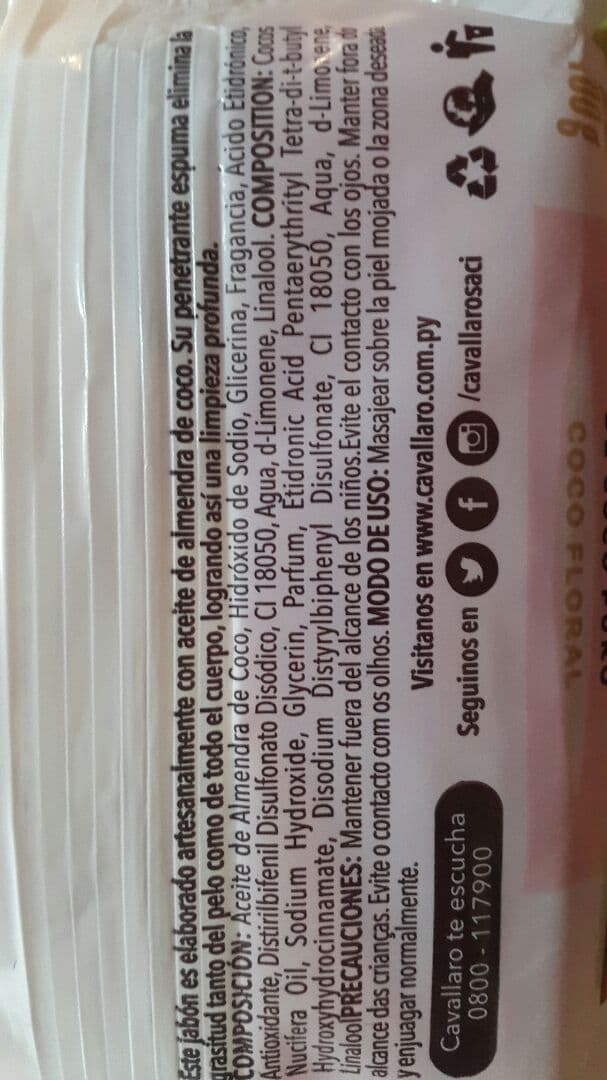 Este jabón es elaborado artesanalmente con aceite de almendra de coco. Su penetrante espuma elimina la
grasitud tanto del pelo como de todo el cuerpo, logrando así una limpieza profunda.
COMPOSICIÓN: Aceite de Almendra de Coco, Hidróxido de Sodio, Glicerina, Fragancia, Ácido Etidrónico,
Antioxidante, Distirilbifenil Disulfonato Disódico, CI 18050, Agua, d-Limonene, Linalool. COMPOSITION: Cocos
Nucifera Oil, Sodium Hydroxide, Glycerin, Parfum, Etidronic Acid Pentaerythrityl Tetra-di-t-butyl
Hydroxyhydrocinnamate, Disodium Distyrylbiphenyl Disulfonate, CI 18050, Aqua, d-Limonene,
Linalool PRECAUCIONES: Mantener fuera del alcance de los niños.Evite el contacto con los ojos. Manter fora do
alcance das crianças. Evite o contacto com os olhos. MODO DE USO: Masajear sobre la piel mojada o la zona deseada
y enjuagar normalmente.
Visitanos en www.cavallaro.com.py
Cavallaro te escucha
0800 - 117900
Seguinos en /cavallarosaci
COCO FLORAL
100g